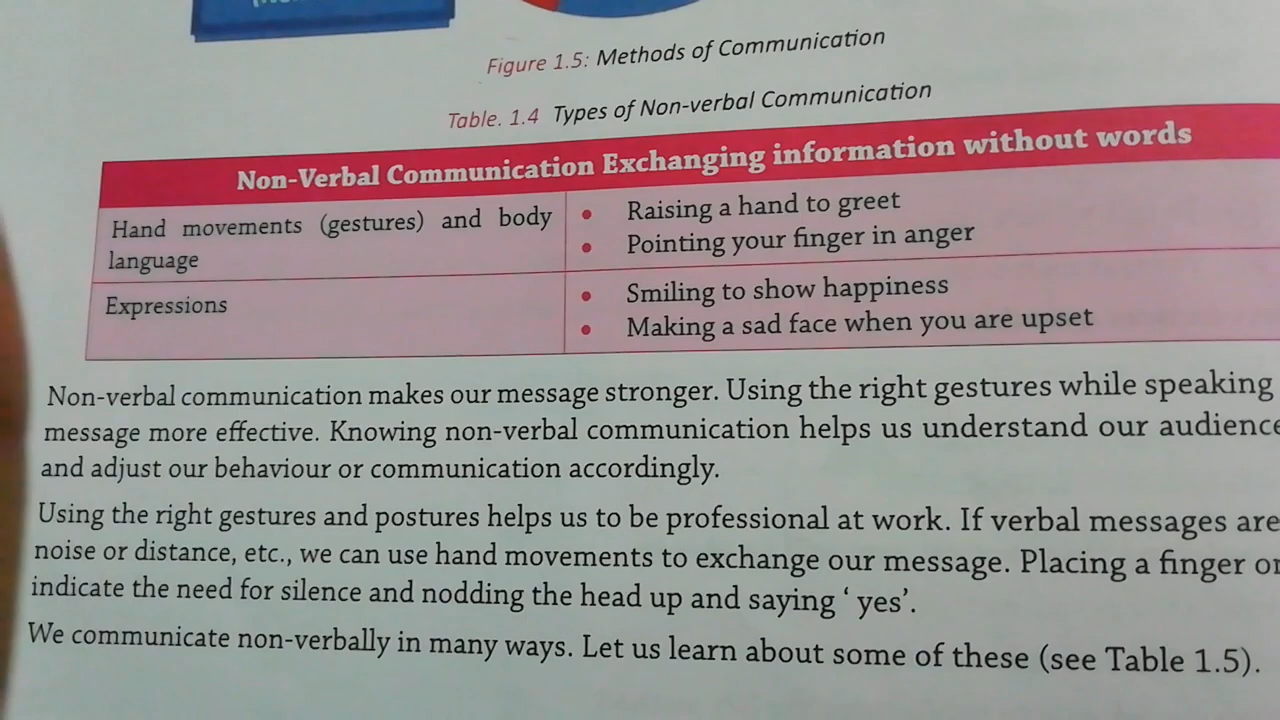 Figure 1.5: Methods of Communication
Table. 1.4 Types of Non-verbal Communication
Non-Verbal Communication Exchanging information without words
Hand movements (gestures) and body
language
• Raising a hand to greet
• Pointing your finger in anger
Expressions
• Smiling to show happiness
• Making a sad face when you are upset
Non-verbal communication makes our message stronger. Using the right gestures while speaking
message more effective. Knowing non-verbal communication helps us understand our audience
and adjust our behaviour or communication accordingly.
Using the right gestures and postures helps us to be professional at work. If verbal messages are
noise or distance, etc., we can use hand movements to exchange our message. Placing a finger
indicate the need for silence and nodding the head up and saying ‘ yes’.
We communicate non-verbally in many ways. Let us learn about some of these (see Table 1.5).